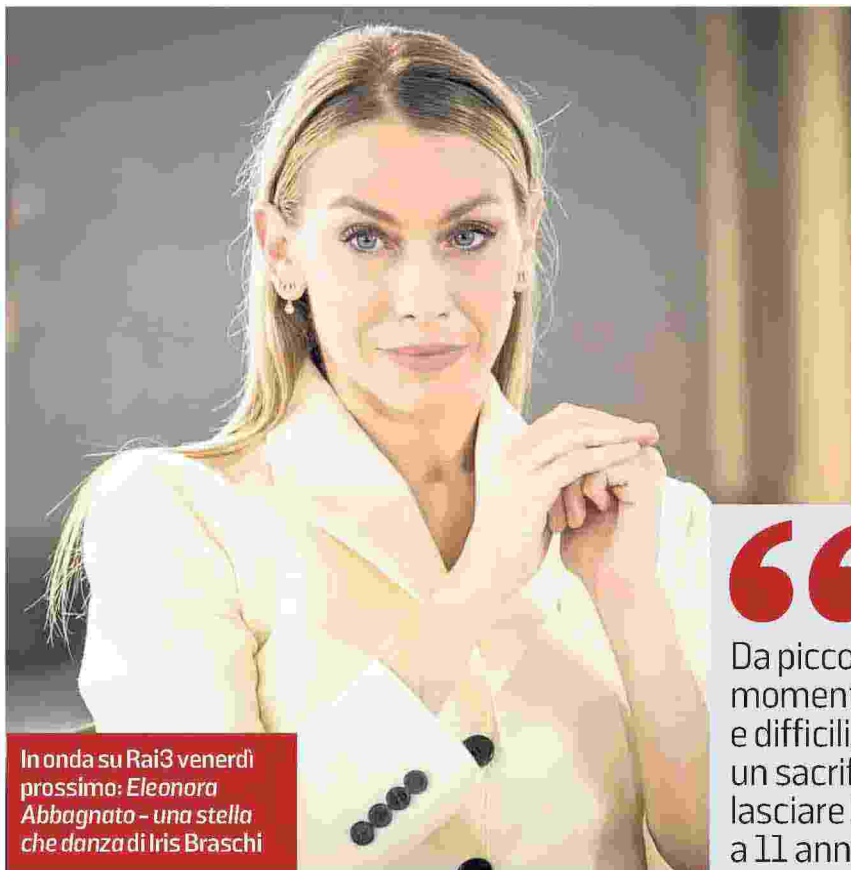 In onda su Rai3 venerdì
prossimo: Eleonora
Abbagnato - una stella
che danza di Iris Braschi
“
Da picco
moment
e difficili
un sacrif
lasciare
a 11 ann